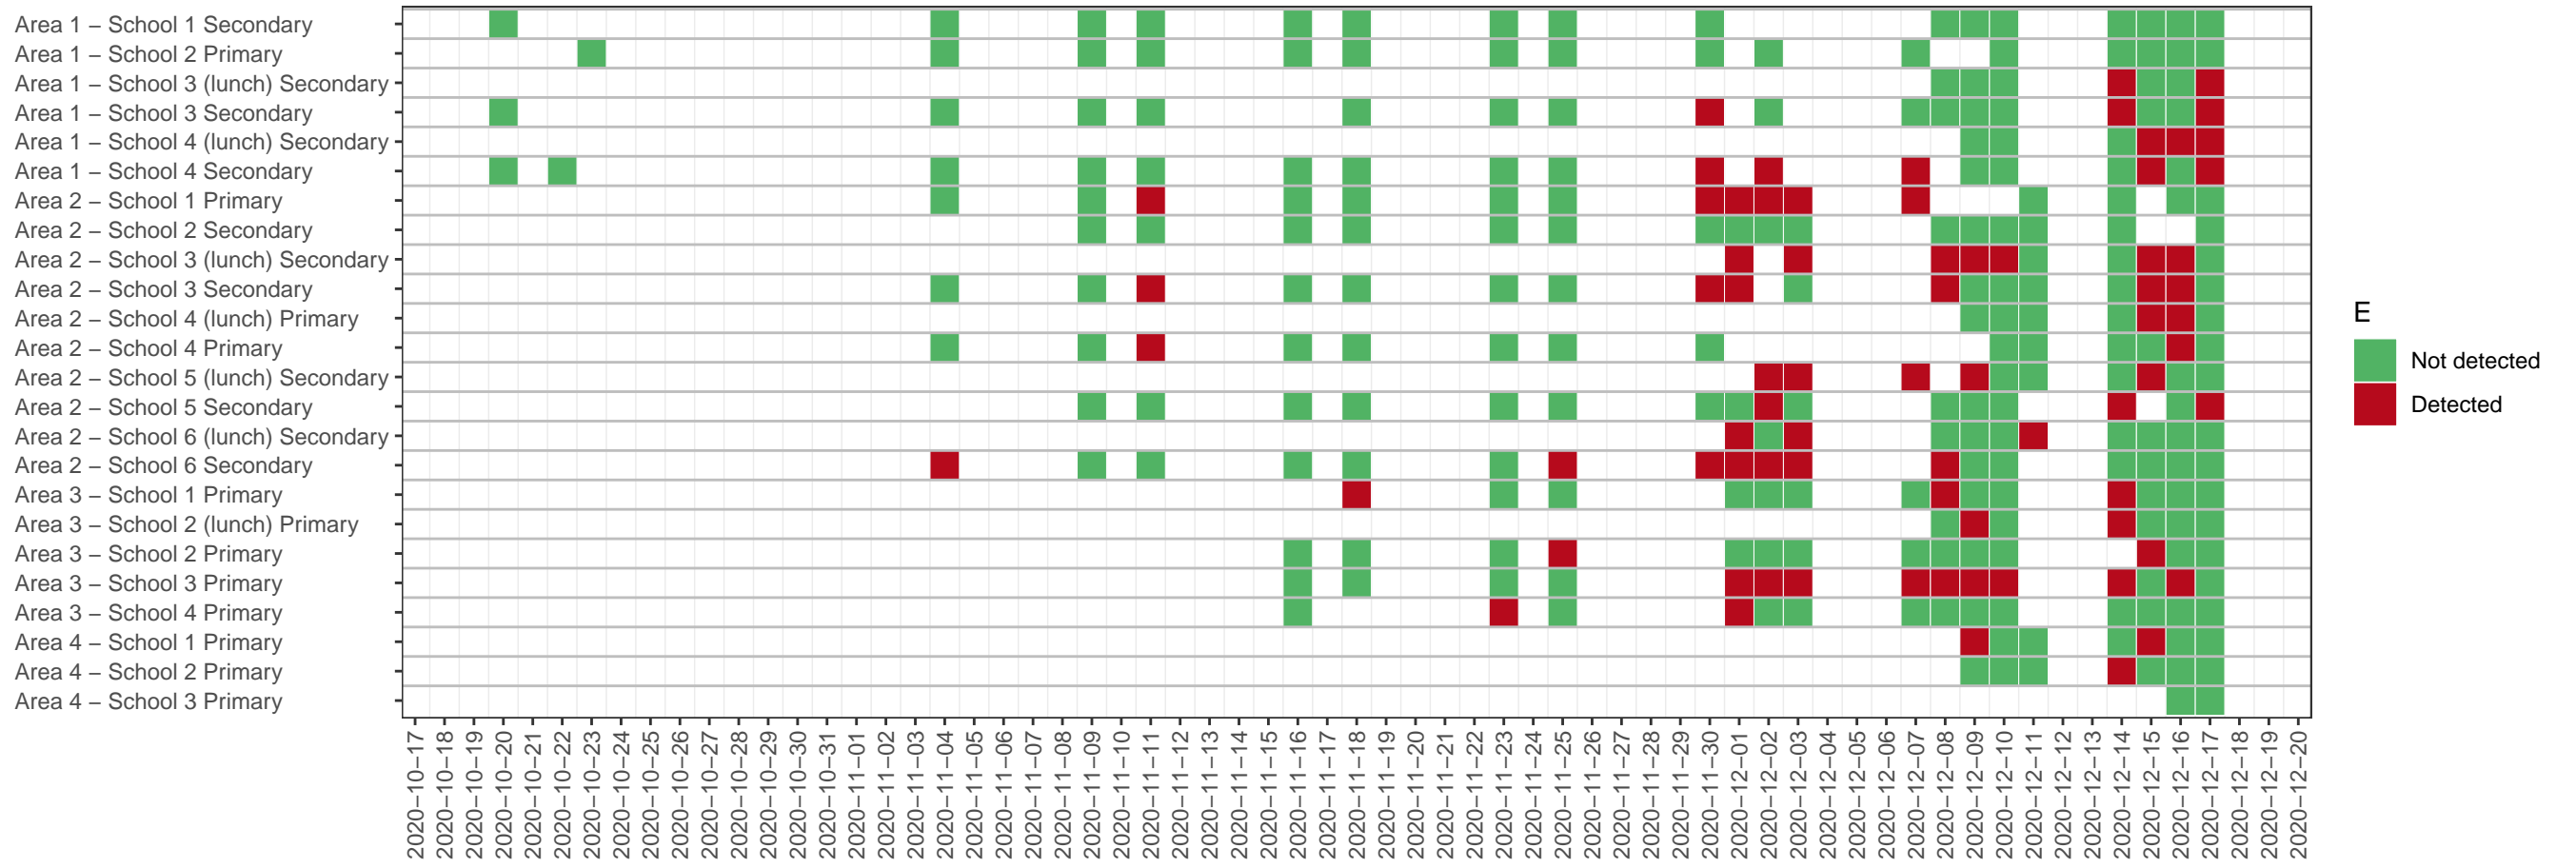 Area 1 – School 1 Secondary
Area 1 – School 2 Primary
Area 1 – School 3 (lunch) Secondary
Area 1 – School 3 Secondary
Area 1 – School 4 (lunch) Secondary
Area 1 – School 4 Secondary
Area 2 – School 1 Primary
Area 2 – School 2 Secondary
Area 2 – School 3 (lunch) Secondary
Area 2 – School 3 Secondary
Area 2 – School 4 (lunch) Primary
Area 2 – School 4 Primary
Area 2 – School 5 (lunch) Secondary
Area 2 – School 5 Secondary
Area 2 – School 6 (lunch) Secondary
Area 2 – School 6 Secondary
Area 3 – School 1 Primary
Area 3 – School 2 (lunch) Primary
Area 3 – School 2 Primary
Area 3 – School 3 Primary
Area 3 – School 4 Primary
Area 4 – School 1 Primary
Area 4 – School 2 Primary
Area 4 – School 3 Primary
2020–10–17
2020–10–18
2020–10–19
2020–10–20
2020–10–21
2020–10–22
2020–10–23
2020–10–24
2020–10–25
2020–10–26
2020–10–27
2020–10–28
2020–10–29
2020–10–30
2020–10–31
2020–11–01
2020–11–02
2020–11–03
2020–11–04
2020–11–05
2020–11–06
2020–11–07
2020–11–08
2020–11–09
2020–11–10
2020–11–11
2020–11–12
2020–11–13
2020–11–14
2020–11–15
2020–11–16
2020–11–17
2020–11–18
2020–11–19
2020–11–20
2020–11–21
2020–11–22
2020–11–23
2020–11–24
2020–11–25
2020–11–26
2020–11–27
2020–11–28
2020–11–29
2020–11–30
2020–12–01
2020–12–02
2020–12–03
2020–12–04
2020–12–05
2020–12–06
2020–12–07
2020–12–08
2020–12–09
2020–12–10
2020–12–11
2020–12–12
2020–12–13
2020–12–14
2020–12–15
2020–12–16
2020–12–17
2020–12–18
2020–12–19
2020–12–20
E
Not detected
Detected